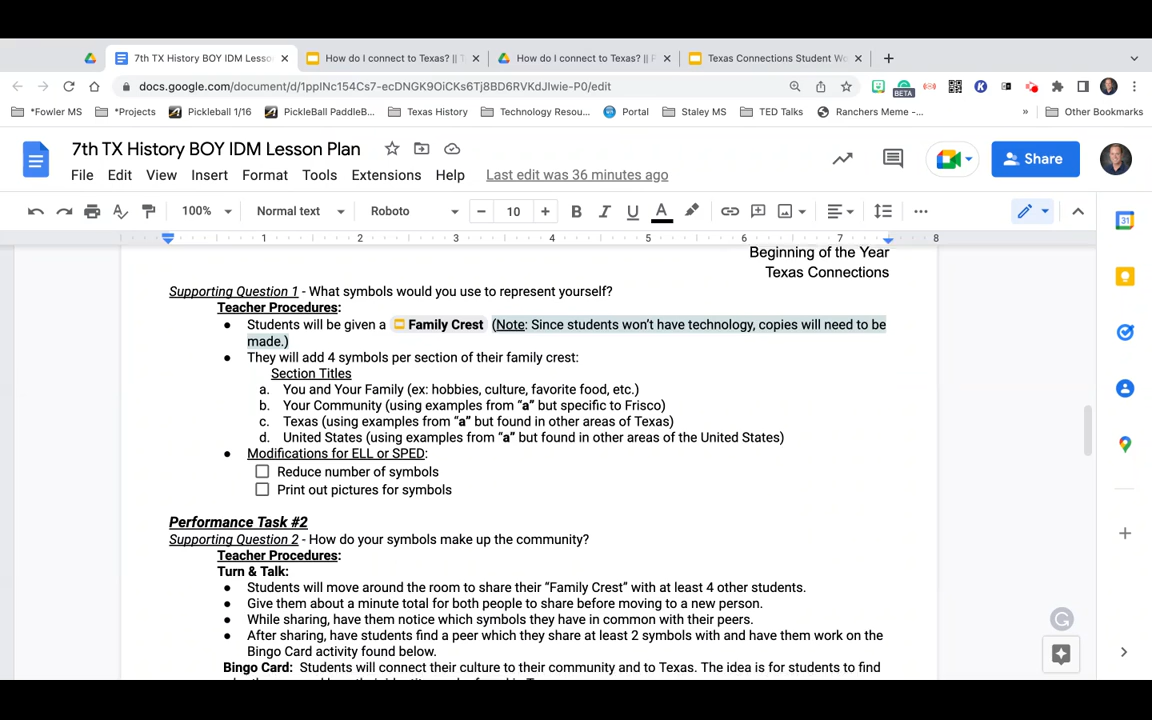 7th TX History BOY IDM Lesso
How do I connect to Texas? || T
How do I connect to Texas? || F
Texas Connections Student Wo
docs.google.com/document/d/1ppINc154Cs7-ecDNGK9OiCKs6Tj8BD6RVKdJIwie-P0/edit
BETA
*Fowler MS
*Projects
PickelBall 1/16
PickleBall PaddleB...
Texas History
Technology Resou...
Portal
Staley MS
TED Talks
Ranchers Meme -...
»
Other Bookmarks
7th TX History BOY IDM Lesson Plan
File Edit View Insert Format Tools Extensions Help Last edit was 36 minutes ago
Share
100% Normal text Roboto − 10 + B I U A
31
1 2 3 4 5 6 7 8
Beginning of the Year
Texas Connections
Supporting Question 1 - What symbols would you use to represent yourself?
Teacher Procedures:
● Students will be given a Family Crest (Note: Since students won't have technology, copies will need to be
made.)
● They will add 4 symbols per section of their family crest:
Section Titles
a. You and Your Family (ex: hobbies, culture, favorite food, etc.)
b. Your Community (using examples from “a” but specific to Frisco)
c. Texas (using examples from “a” but found in other areas of Texas)
d. United States (using examples from “a” but found in other areas of the United States)
● Modifications for ELL or SPED:
Reduce number of symbols
Print out pictures for symbols
Performance Task #2
Supporting Question 2 - How do your symbols make up the community?
Teacher Procedures:
Turn & Talk:
● Students will move around the room to share their “Family Crest” with at least 4 other students.
● Give them about a minute total for both people to share before moving to a new person.
● While sharing, have them notice which symbols they have in common with their peers.
● After sharing, have students find a peer which they share at least 2 symbols with and have them work on the
Bingo Card activity found below.
Bingo Card: Students will connect their culture to their community and to Texas. The idea is for students to find